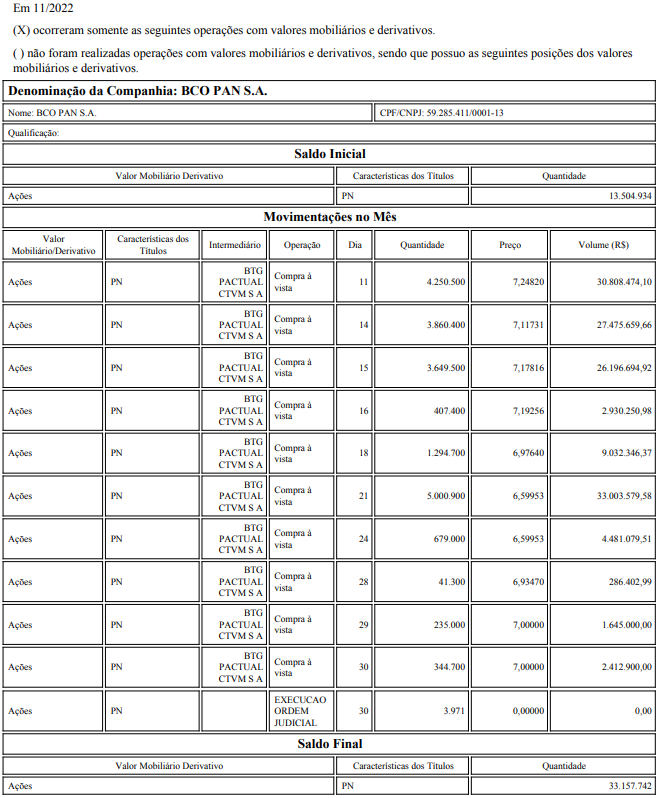 Em 11/2022
(X) ocorreram somente as seguintes operações com valores mobiliários e derivativos.
( ) não foram realizadas operações com valores mobiliários e derivativos, sendo que possuo as seguintes posições dos valores
mobiliários e derivativos.
Denominação da Companhia: BCO PAN S.A.
Nome: BCO PAN S.A. CPF/CNPJ: 59.285.411/0001-13
Qualificação:
Saldo Inicial
Valor Mobiliário Derivativo Características dos Títulos Quantidade
Ações PN 13.504.934
Movimentações no Mês
Valor Mobiliário/Derivativo Características dos Títulos Intermediário Operação Dia Quantidade Preço Volume (R$)
Ações PN BTG PACTUAL CTVM S A Compra à vista 11 4.250.500 7,24820 30.808.474,10
Ações PN BTG PACTUAL CTVM S A Compra à vista 14 3.860.400 7,11731 27.475.659,66
Ações PN BTG PACTUAL CTVM S A Compra à vista 15 3.649.500 7,17816 26.196.694,92
Ações PN BTG PACTUAL CTVM S A Compra à vista 16 407.400 7,19256 2.930.250,98
Ações PN BTG PACTUAL CTVM S A Compra à vista 18 1.294.700 6,97640 9.032.346,37
Ações PN BTG PACTUAL CTVM S A Compra à vista 21 5.000.900 6,59953 33.003.579,58
Ações PN BTG PACTUAL CTVM S A Compra à vista 24 679.000 6,59953 4.481.079,51
Ações PN BTG PACTUAL CTVM S A Compra à vista 28 41.300 6,93470 286.402,99
Ações PN BTG PACTUAL CTVM S A Compra à vista 29 235.000 7,00000 1.645.000,00
Ações PN BTG PACTUAL CTVM S A Compra à vista 30 344.700 7,00000 2.412.900,00
Ações PN EXECUCAO ORDEM JUDICIAL 30 3.971 0,00000 0,00
Saldo Final
Valor Mobiliário Derivativo Características dos Títulos Quantidade
Ações PN 33.157.742